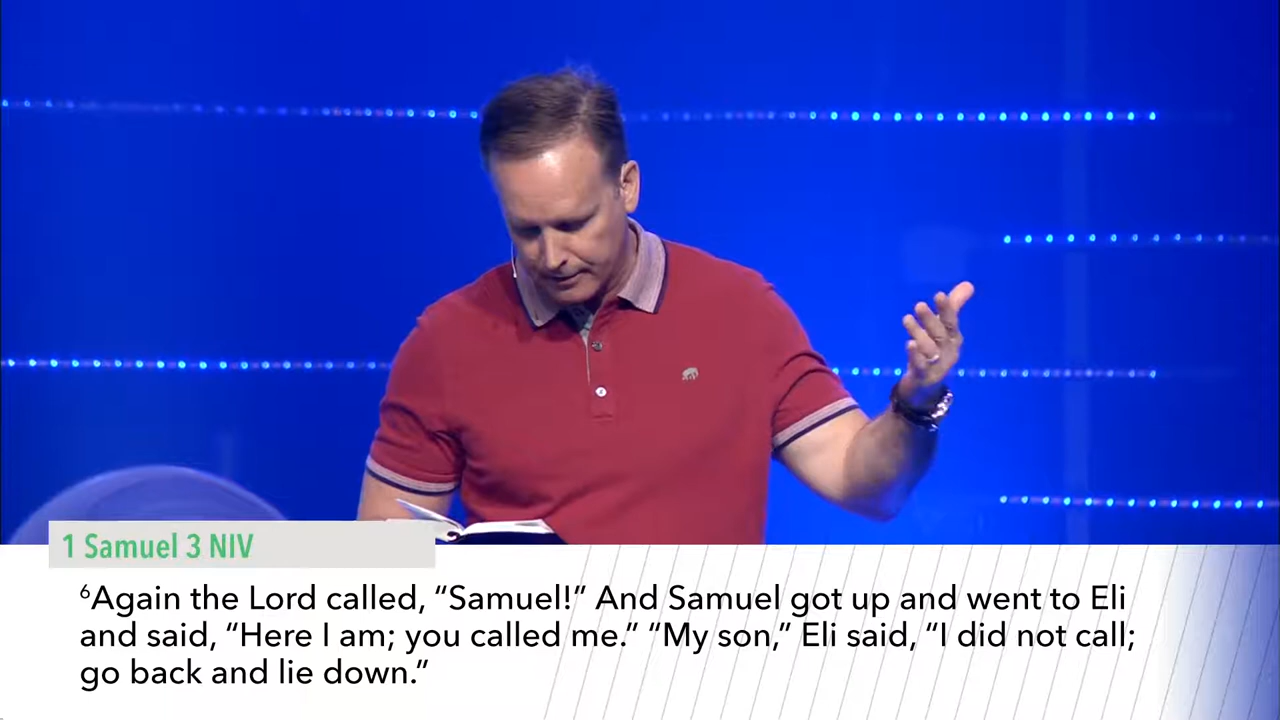 1 Samuel 3 NIV
⁶Again the Lord called, “Samuel!” And Samuel got up and went to Eli
and said, “Here I am; you called me.” “My son,” Eli said, “I did not call;
go back and lie down.”